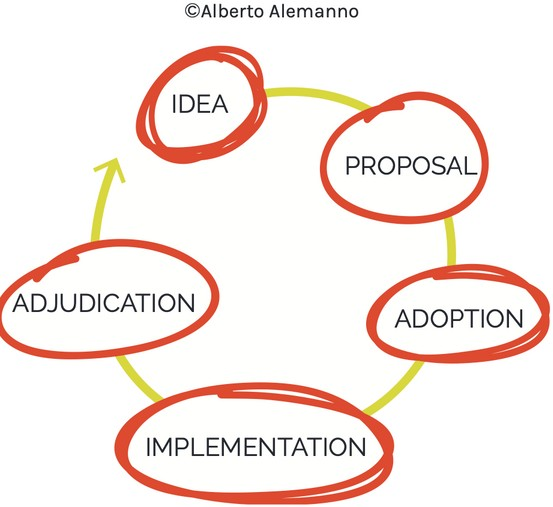 ©Alberto Alemanno
IDEA
PROPOSAL
ADOPTION
IMPLEMENTATION
ADJUDICATION